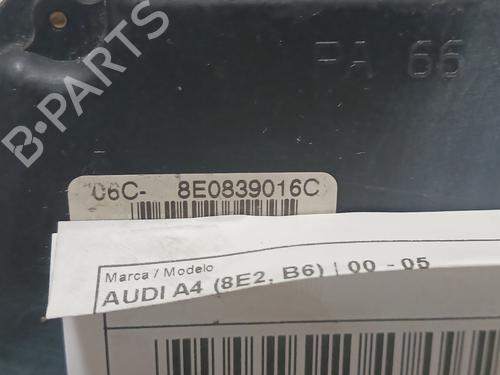 B-PARTS
PA 66
06C- 8E0839016C
Marca / Modelo
AUDI A4 (8E2, B6) | 00 - 05